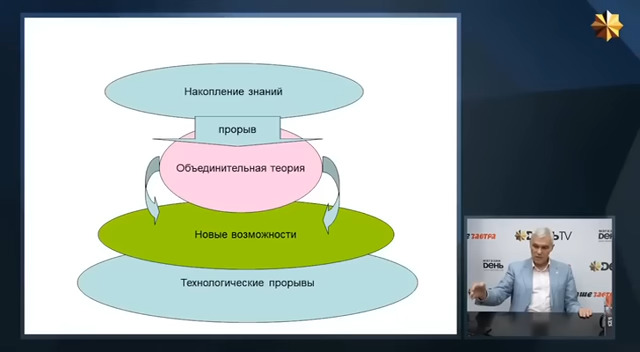 Накопление знаний
прорыв
Объединительная теория
Новые возможности
Технологические прорывы
ЗАВТРА
ДЕНЬ TV
ДЕНЬ